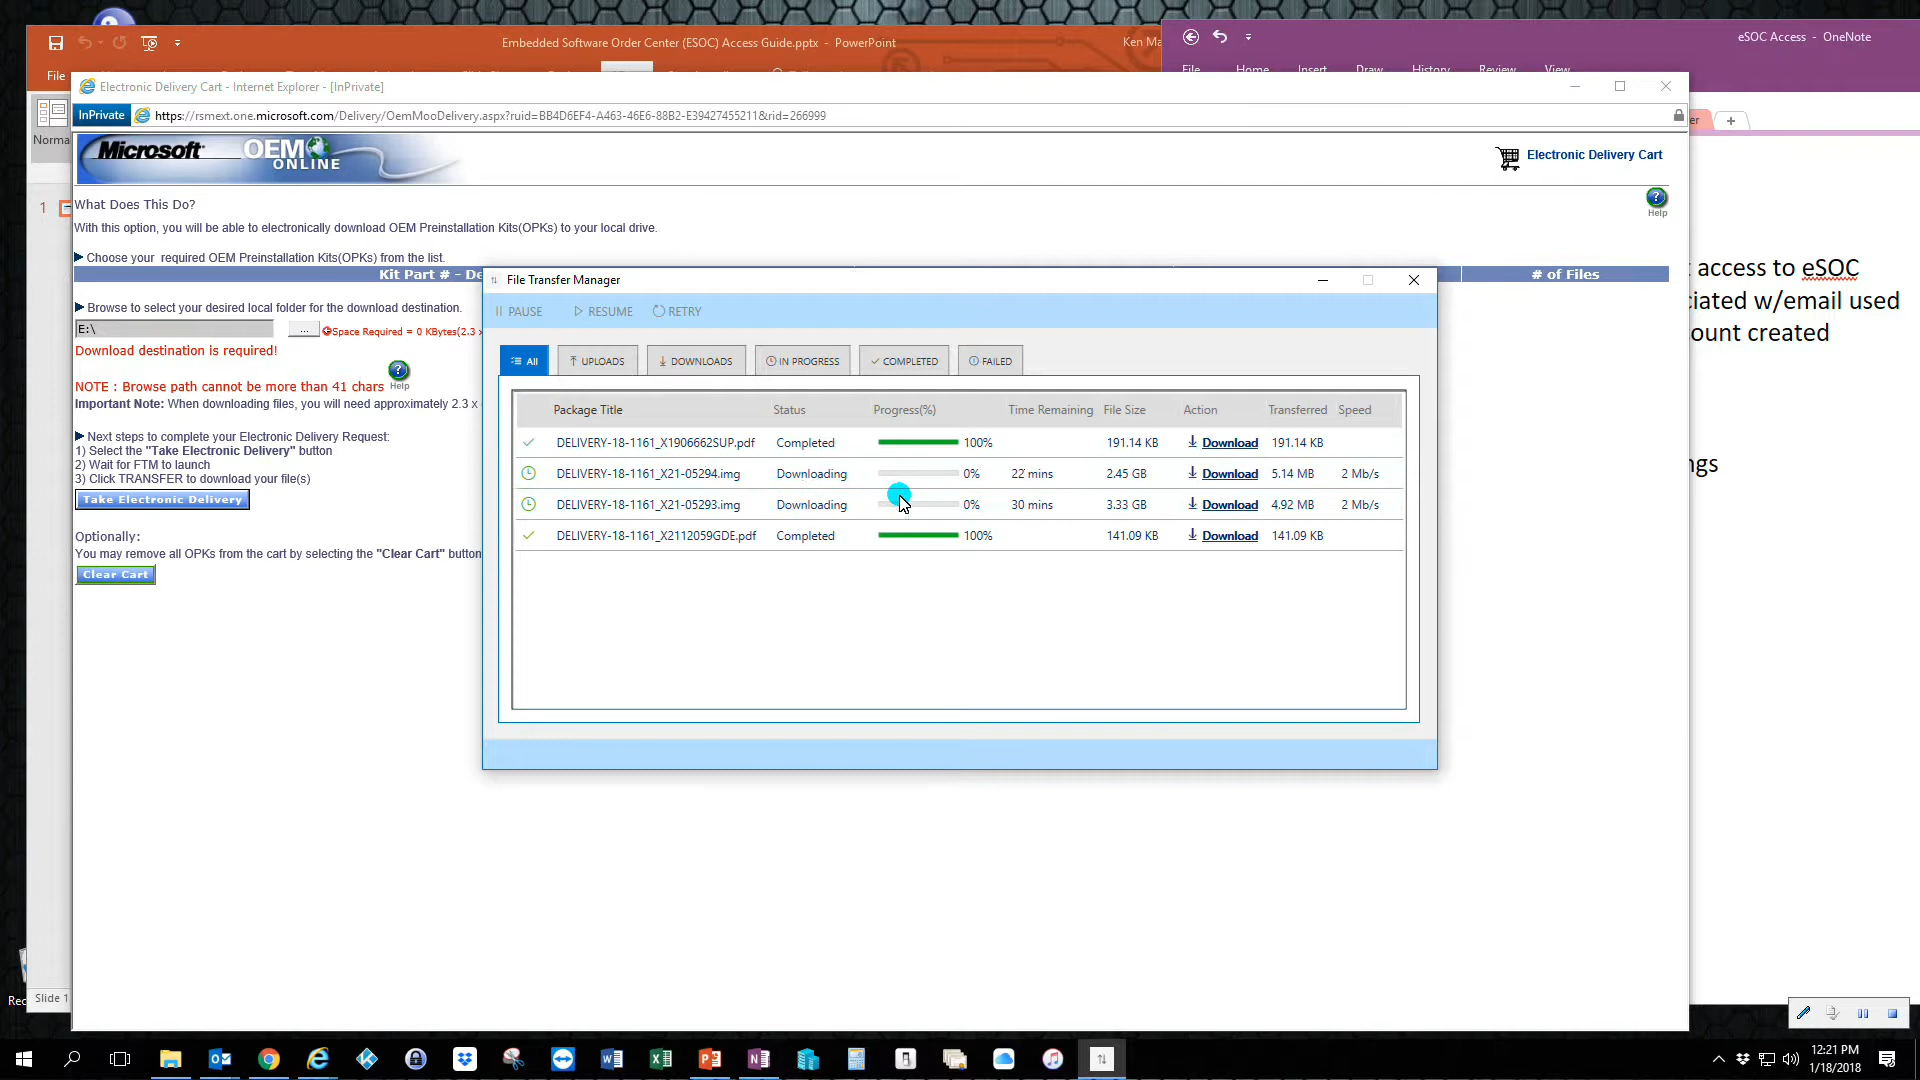 Embedded Software Order Center (ESOC) Access Guide.pptx - PowerPoint
Ken Ma
eSOC Access - OneNote
File
File Home Insert Draw History Review View
Electronic Delivery Cart - Internet Explorer - [InPrivate]
InPrivate
https://rsmext.one.microsoft.com/Delivery/OemMooDelivery.aspx?ruid=BB4D6EF4-A463-46E6-88B2-E39427455211&rid=266999
er
Norma
Microsoft OEM ONLINE
Electronic Delivery Cart
Help
1
What Does This Do?
With this option, you will be able to electronically download OEM Preinstallation Kits(OPKs) to your local drive.
Choose your required OEM Preinstallation Kits(OPKs) from the list.
Kit Part # - De
# of Files
Browse to select your desired local folder for the download destination.
E:\
...
Space Required = 0 KBytes(2.3 x
Download destination is required!
NOTE : Browse path cannot be more than 41 chars
Help
Important Note: When downloading files, you will need approximately 2.3 x
Next steps to complete your Electronic Delivery Request:
1) Select the "Take Electronic Delivery" button
2) Wait for FTM to launch
3) Click TRANSFER to download your file(s)
Take Electronic Delivery
Optionally:
You may remove all OPKs from the cart by selecting the "Clear Cart" button
Clear Cart
File Transfer Manager
PAUSE RESUME RETRY
All UPLOADS DOWNLOADS IN PROGRESS COMPLETED FAILED
Package Title Status Progress(%) Time Remaining File Size Action Transferred Speed
DELIVERY-18-1161_X1906662SUP.pdf Completed 100% 191.14 KB Download 191.14 KB
DELIVERY-18-1161_X21-05294.img Downloading 0% 22 mins 2.45 GB Download 5.14 MB 2 Mb/s
DELIVERY-18-1161_X21-05293.img Downloading 0% 30 mins 3.33 GB Download 4.92 MB 2 Mb/s
DELIVERY-18-1161_X2112059GDE.pdf Completed 100% 141.09 KB Download 141.09 KB
access to eSOC
ciated w/email used
ount created
ngs
Rec
Slide 1
12:21 PM
1/18/2018